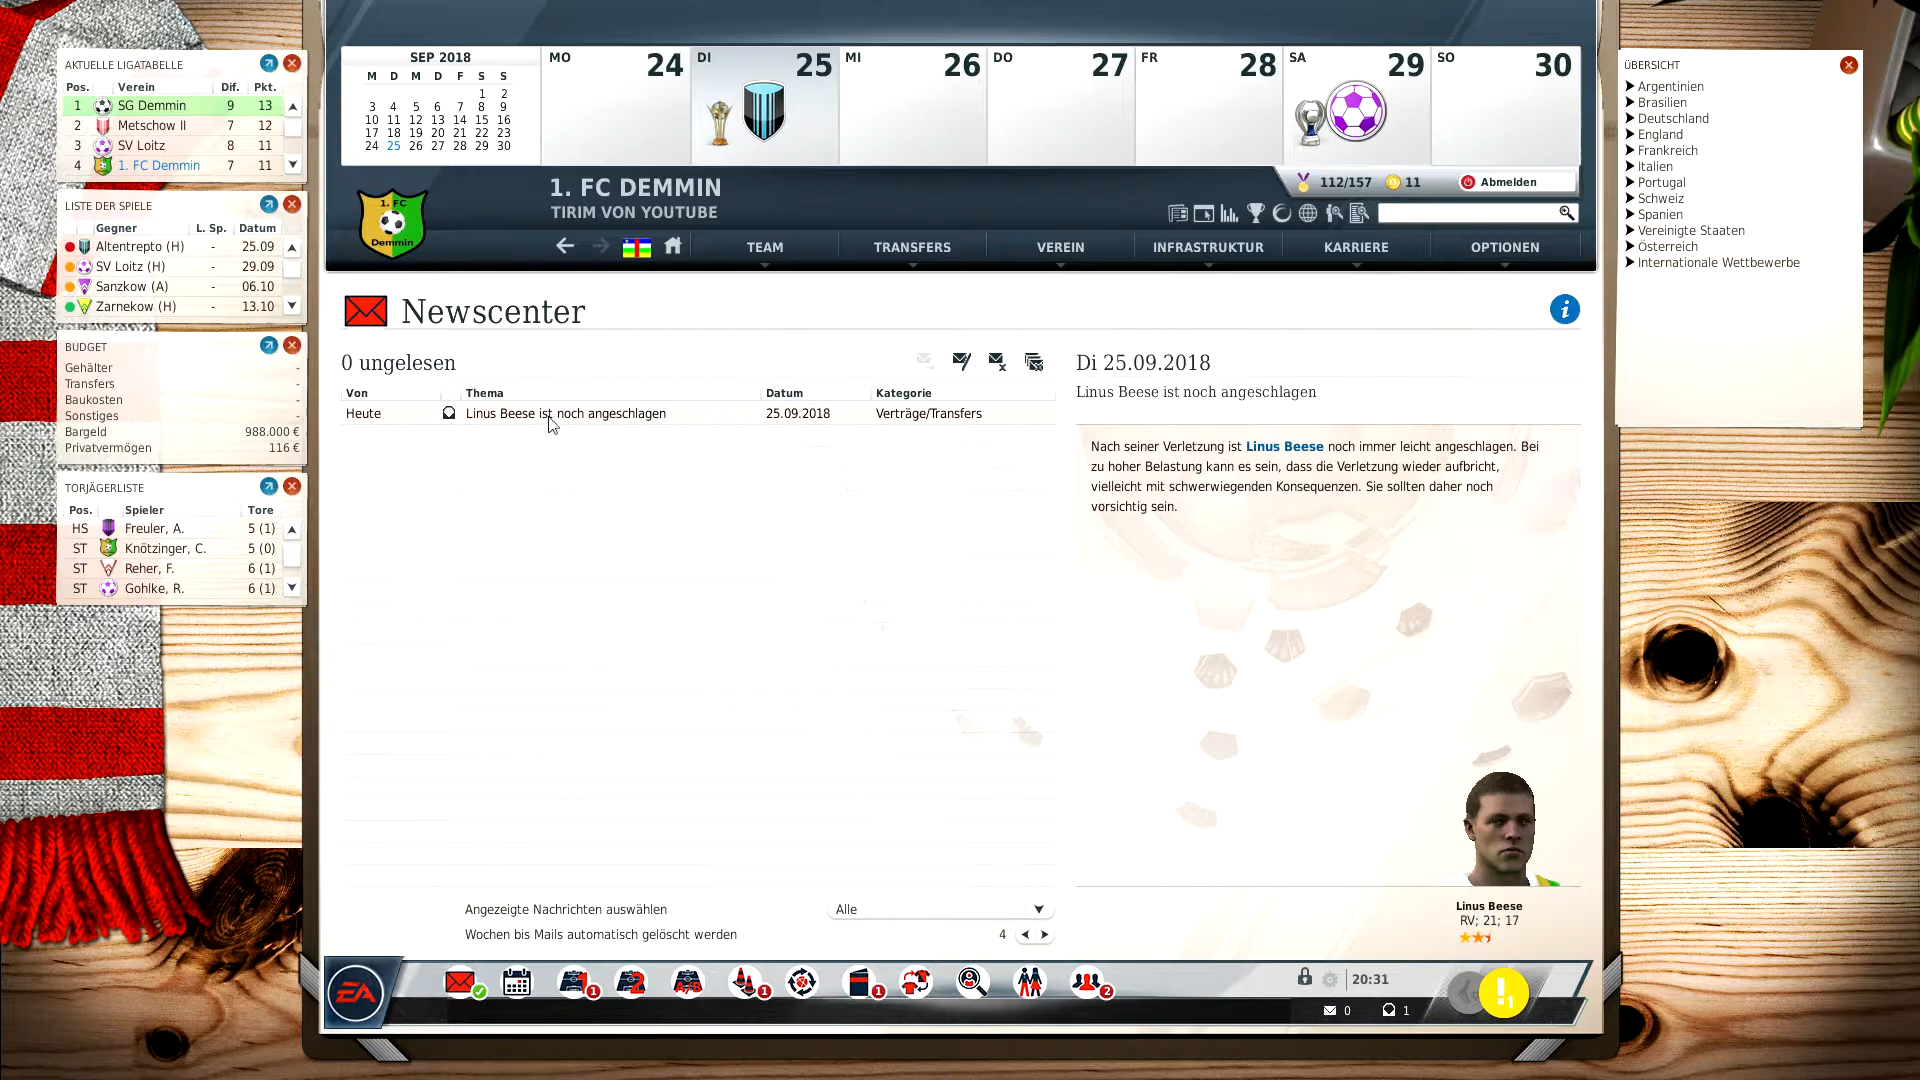 AKTUELLE LIGATABELLE
Pos. Verein Dif. Pkt.
1 SG Demmin 9 13
2 Metschow II 7 12
3 SV Loitz 8 11
4 1. FC Demmin 7 11
LISTE DER SPIELE
Gegner L. Sp. Datum
Altentrepto (H) - 25.09
SV Loitz (H) - 29.09
Sanzkow (A) - 06.10
Zarnekow (H) - 13.10
BUDGET
Gehälter -
Transfers -
Baukosten -
Sonstiges -
Bargeld 988.000 €
Privatvermögen 116 €
TORJÄGERLISTE
Pos. Spieler Tore
HS Freuler, A. 5 (1)
ST Knötzinger, C. 5 (0)
ST Reher, F. 6 (1)
ST Gohlke, R. 6 (1)
SEP 2018
M D M D F S S
1 2
3 4 5 6 7 8 9
10 11 12 13 14 15 16
17 18 19 20 21 22 23
24 25 26 27 28 29 30
MO 24 DI 25 MI 26 DO 27 FR 28 SA 29 SO 30
1. FC
Demmin
1. FC DEMMIN
TIRIM VON YOUTUBE
112/157 11 Abmelden
TEAM TRANSFERS VEREIN INFRASTRUKTUR KARRIERE OPTIONEN
Newscenter
0 ungelesen
Von Thema Datum Kategorie
Heute Linus Beese ist noch angeschlagen 25.09.2018 Verträge/Transfers
Angezeigte Nachrichten auswählen Alle
Wochen bis Mails automatisch gelöscht werden 4
Di 25.09.2018
Linus Beese ist noch angeschlagen
Nach seiner Verletzung ist Linus Beese noch immer leicht angeschlagen. Bei
zu hoher Belastung kann es sein, dass die Verletzung wieder aufbricht,
vielleicht mit schwerwiegenden Konsequenzen. Sie sollten daher noch
vorsichtig sein.
Linus Beese
RV; 21; 17
ÜBERSICHT
Argentinien
Brasilien
Deutschland
England
Frankreich
Italien
Portugal
Schweiz
Spanien
Vereinigte Staaten
Österreich
Internationale Wettbewerbe
EA
1 1 2 A/B 1 1 2
20:31
0 1
! 1